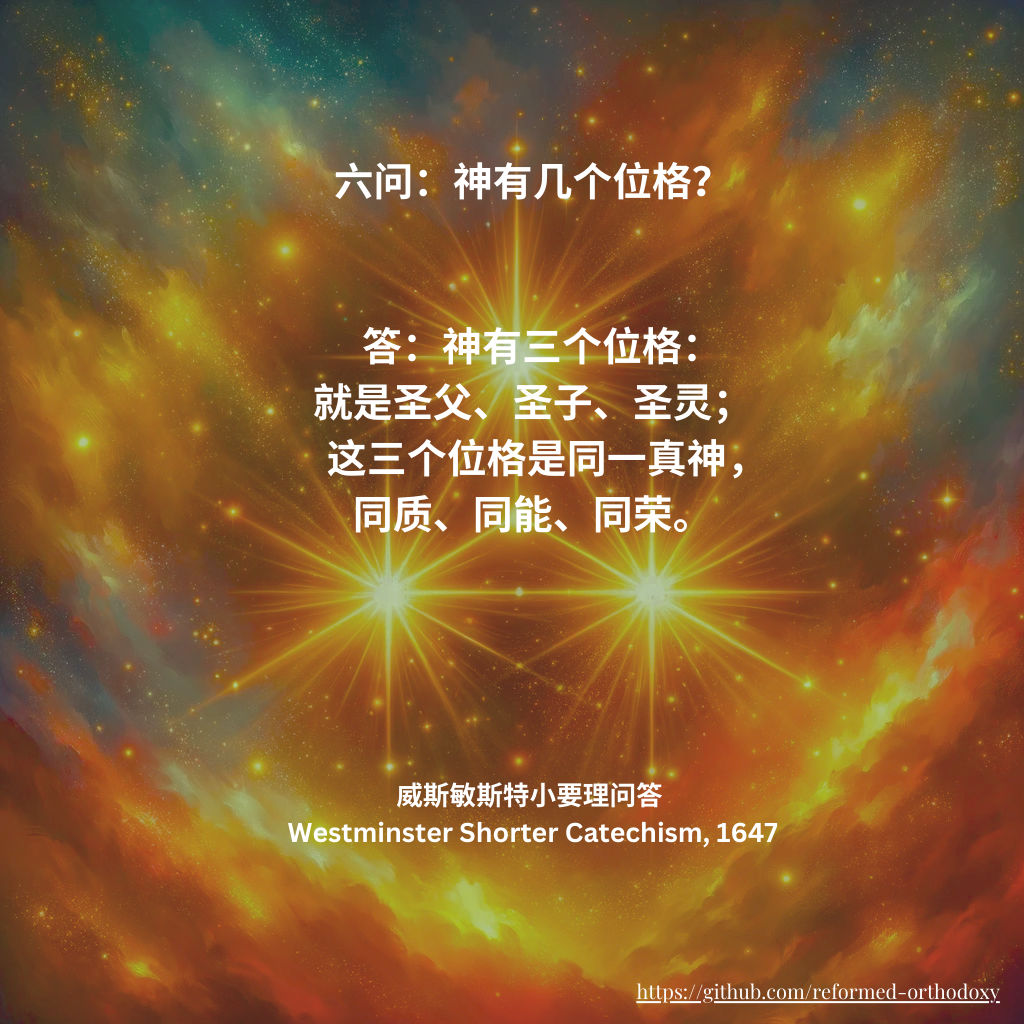 六问：神有几个位格？
答：神有三个位格：
就是圣父、圣子、圣灵；
这三个位格是同一真神，
同质、同能、同荣。
威斯敏斯特小要理问答
Westminster Shorter Catechism, 1647
https://github.com/reformed-orthodoxy